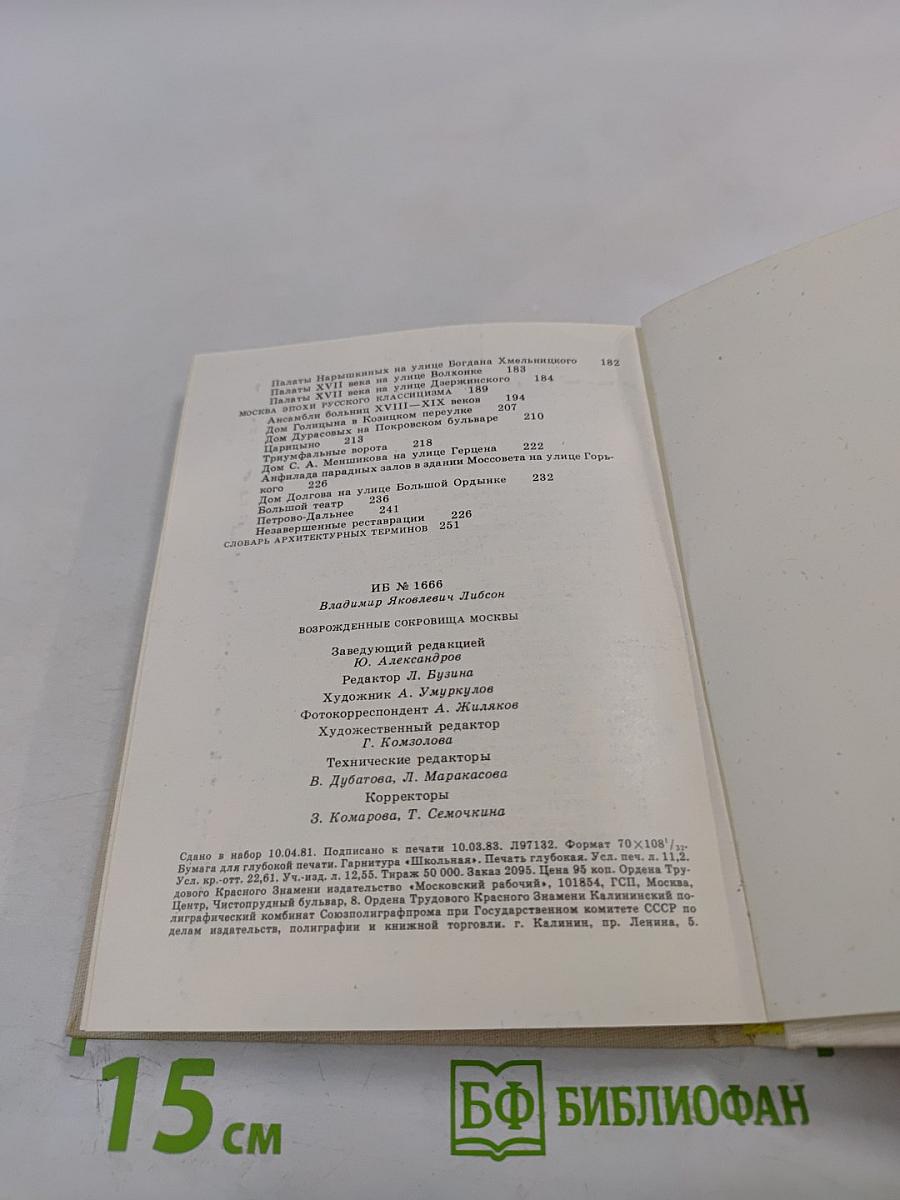 Палаты Нарышкиных на улице Богдана Хмельницкого 182
Палаты XVII века на улице Волхонке 183
Палаты XVII века на улице Дзержинского 184
МОСКВА ЭПОХИ РУССКОГО КЛАССИЦИЗМА 189
Ансамбли больниц XVIII—XIX веков 194
Дом Голицына в Козицком переулке 207
Дом Дурасовых на Покровском бульваре 210
Царицыно 213
Триумфальные ворота 218
Дом С. А. Меншикова на улице Герцена 222
Анфилада парадных залов в здании Моссовета на улице Горь-
кого 226
Дом Долгова на улице Большой Ордынке 232
Большой театр 236
Петрово-Дальнее 241
Незавершенные реставрации 226
СЛОВАРЬ АРХИТЕКТУРНЫХ ТЕРМИНОВ 251
ИБ № 1666
Владимир Яковлевич Либсон
ВОЗРОЖДЕННЫЕ СОКРОВИЩА МОСКВЫ
Заведующий редакцией
Ю. Александров
Редактор Л. Бузина
Художник А. Умуркулов
Фотокорреспондент А. Жиляков
Художественный редактор
Г. Комзолова
Технические редакторы
В. Дубатова, Л. Маракасова
Корректоры
З. Комарова, Т. Семочкина
Сдано в набор 10.04.81. Подписано к печати 10.03.83. Л97132. Формат 70×108¹/₃₂.
Бумага для глубокой печати. Гарнитура «Школьная». Печать глубокая. Усл. печ. л. 11,2.
Усл. кр.-отт. 22,61. Уч.-изд. л. 12,55. Тираж 50 000. Заказ 2095. Цена 95 коп. Ордена Тру-
дового Красного Знамени издательство «Московский рабочий», 101854, ГСП, Москва,
Центр, Чистопрудный бульвар, 8. Ордена Трудового Красного Знамени Калининский по-
лиграфический комбинат Союзполиграфпрома при Государственном комитете СССР по
делам издательств, полиграфии и книжной торговли. г. Калинин, пр. Ленина, 5.
15 см
БФ БИБЛИОФАН